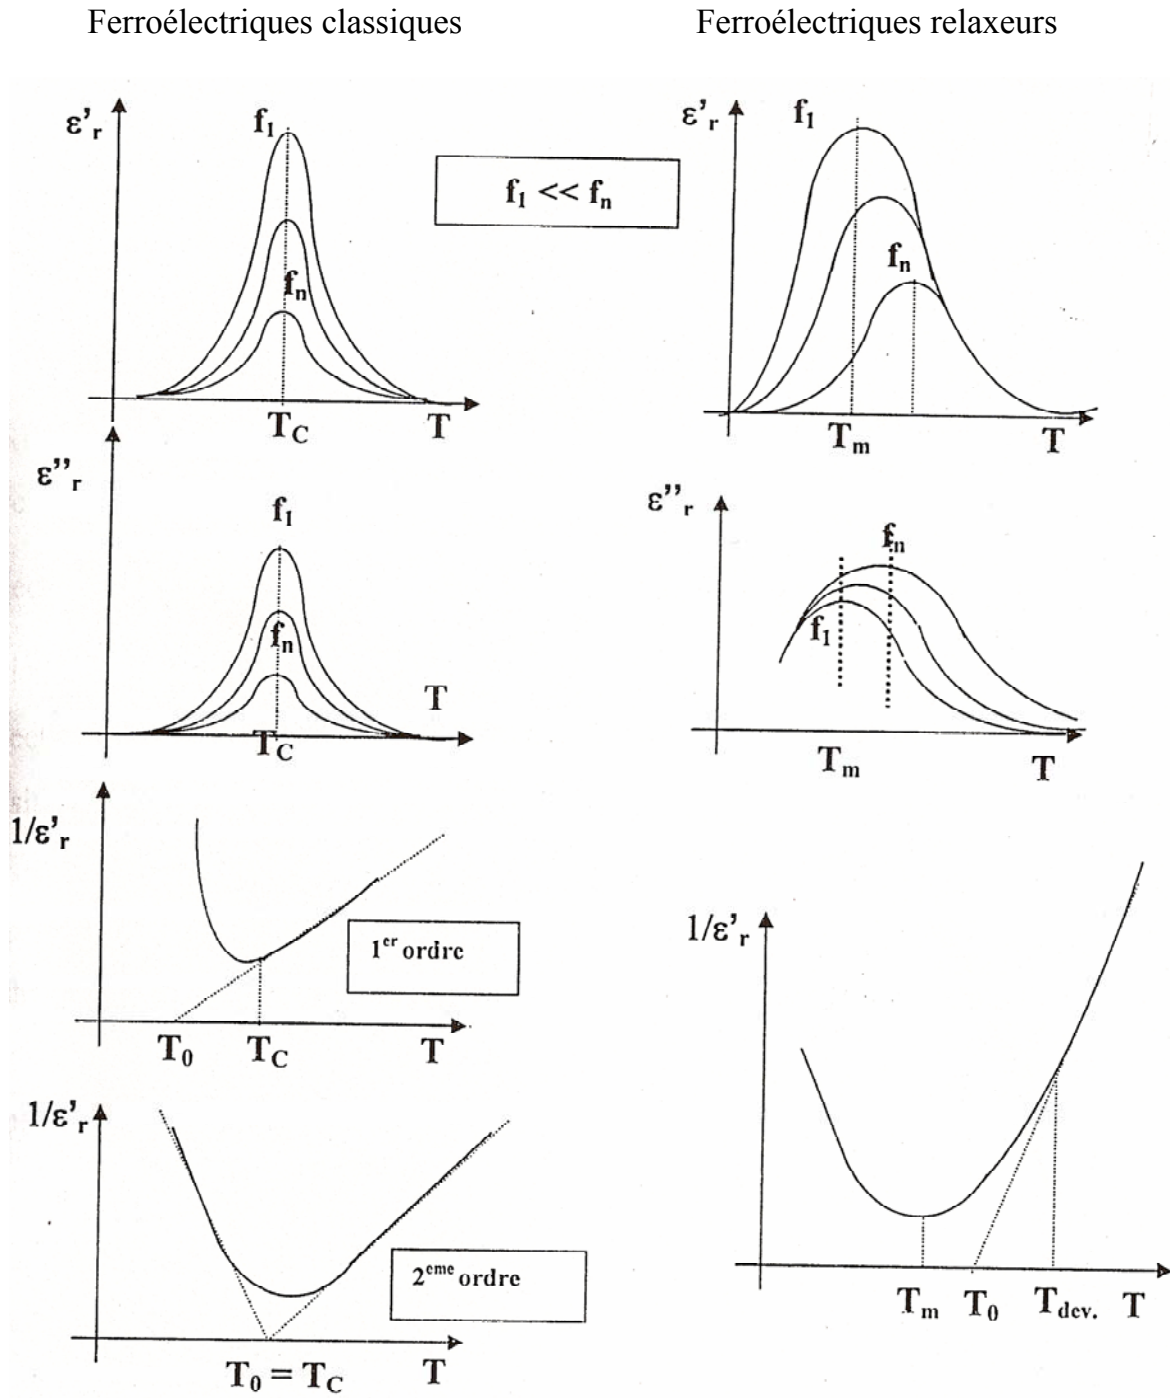 Ferroélectriques classiques
Ferroélectriques relaxeurs
ε'r
f1
fn
TC
T
f1 << fn
ε'r
f1
fn
Tm
T
ε''r
f1
fn
T
TC
ε''r
fn
f1
Tm
T
1/ε'r
1er ordre
T0
TC
T
1/ε'r
2eme ordre
T0 = TC
T
1/ε'r
Tm
T0
Tdev.
T